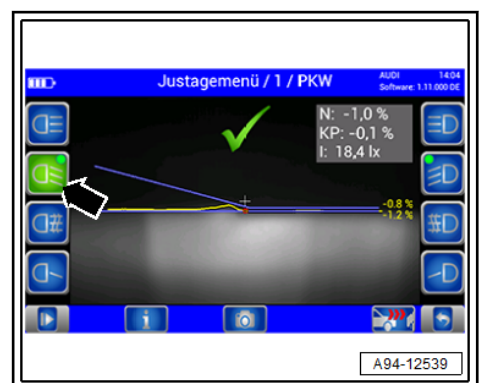 Justagemenü / 1 / PKW
AUDI 14:04
Software: 1.11.000 DE
N: -1,0 %
KP: -0,1 %
I: 18,4 lx
-0.8 %
-1.2 %
i
A94-12539